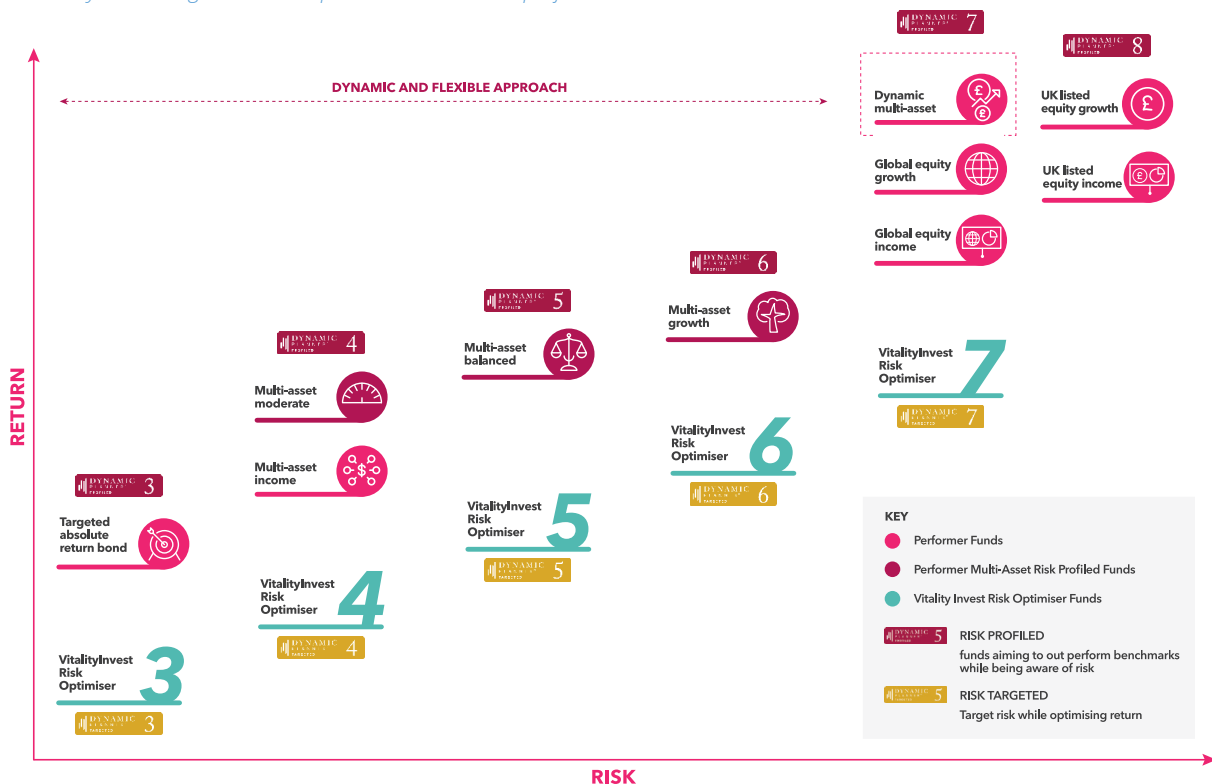 DYNAMIC PLANNER PROFILED 7
DYNAMIC PLANNER PROFILED 8
DYNAMIC AND FLEXIBLE APPROACH
Dynamic
multi-asset
UK listed
equity growth
Global equity
growth
UK listed
equity income
Global equity
income
DYNAMIC PLANNER PROFILED 6
Multi-asset
growth
DYNAMIC PLANNER PROFILED 5
Multi-asset
balanced
DYNAMIC PLANNER PROFILED 4
Multi-asset
moderate
Multi-asset
income
DYNAMIC PLANNER PROFILED 3
Targeted
absolute
return bond
VitalityInvest
Risk
Optimiser 7
DYNAMIC PLANNER TARGETED 7
VitalityInvest
Risk
Optimiser 6
DYNAMIC PLANNER TARGETED 6
VitalityInvest
Risk
Optimiser 5
DYNAMIC PLANNER TARGETED 5
VitalityInvest
Risk
Optimiser 4
DYNAMIC PLANNER TARGETED 4
VitalityInvest
Risk
Optimiser 3
DYNAMIC PLANNER TARGETED 3
KEY
Performer Funds
Performer Multi-Asset Risk Profiled Funds
Vitality Invest Risk Optimiser Funds
DYNAMIC PLANNER PROFILED 5
RISK PROFILED
funds aiming to out perform benchmarks
while being aware of risk
DYNAMIC PLANNER TARGETED 5
RISK TARGETED
Target risk while optimising return
RETURN
RISK